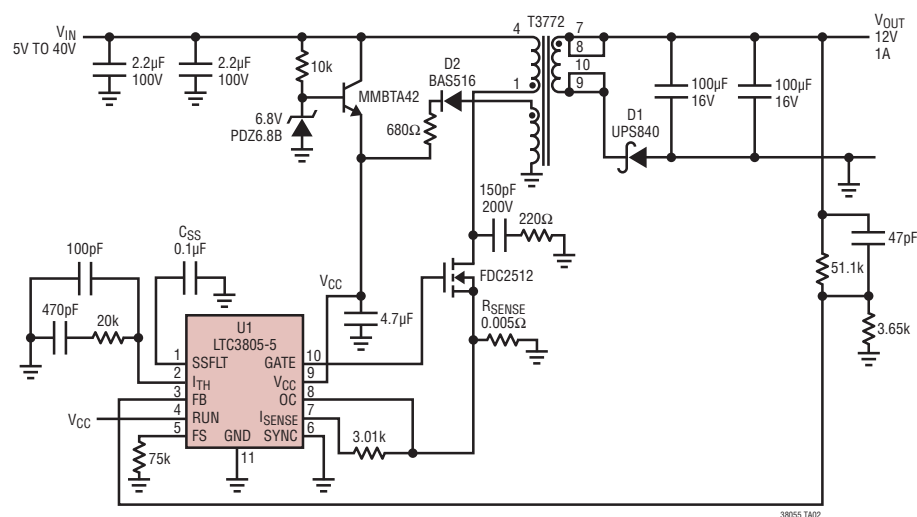 V_IN
5V TO 40V
2.2µF
100V
2.2µF
100V
10k
MMBTA42
6.8V
PDZ6.8B
D2
BAS516
680Ω
T3772
4
1
7
8
10
9
D1
UPS840
100µF
16V
100µF
16V
V_OUT
12V
1A
150pF
200V
220Ω
FDC2512
R_SENSE
0.005Ω
47pF
51.1k
3.65k
C_SS
0.1µF
100pF
470pF
20k
V_CC
4.7µF
U1
LTC3805-5
1
SSFLT
GATE
10
2
I_TH
V_CC
9
3
FB
OC
8
V_CC
4
RUN
I_SENSE
7
5
FS
GND
SYNC
6
11
75k
3.01k
38055 TA02